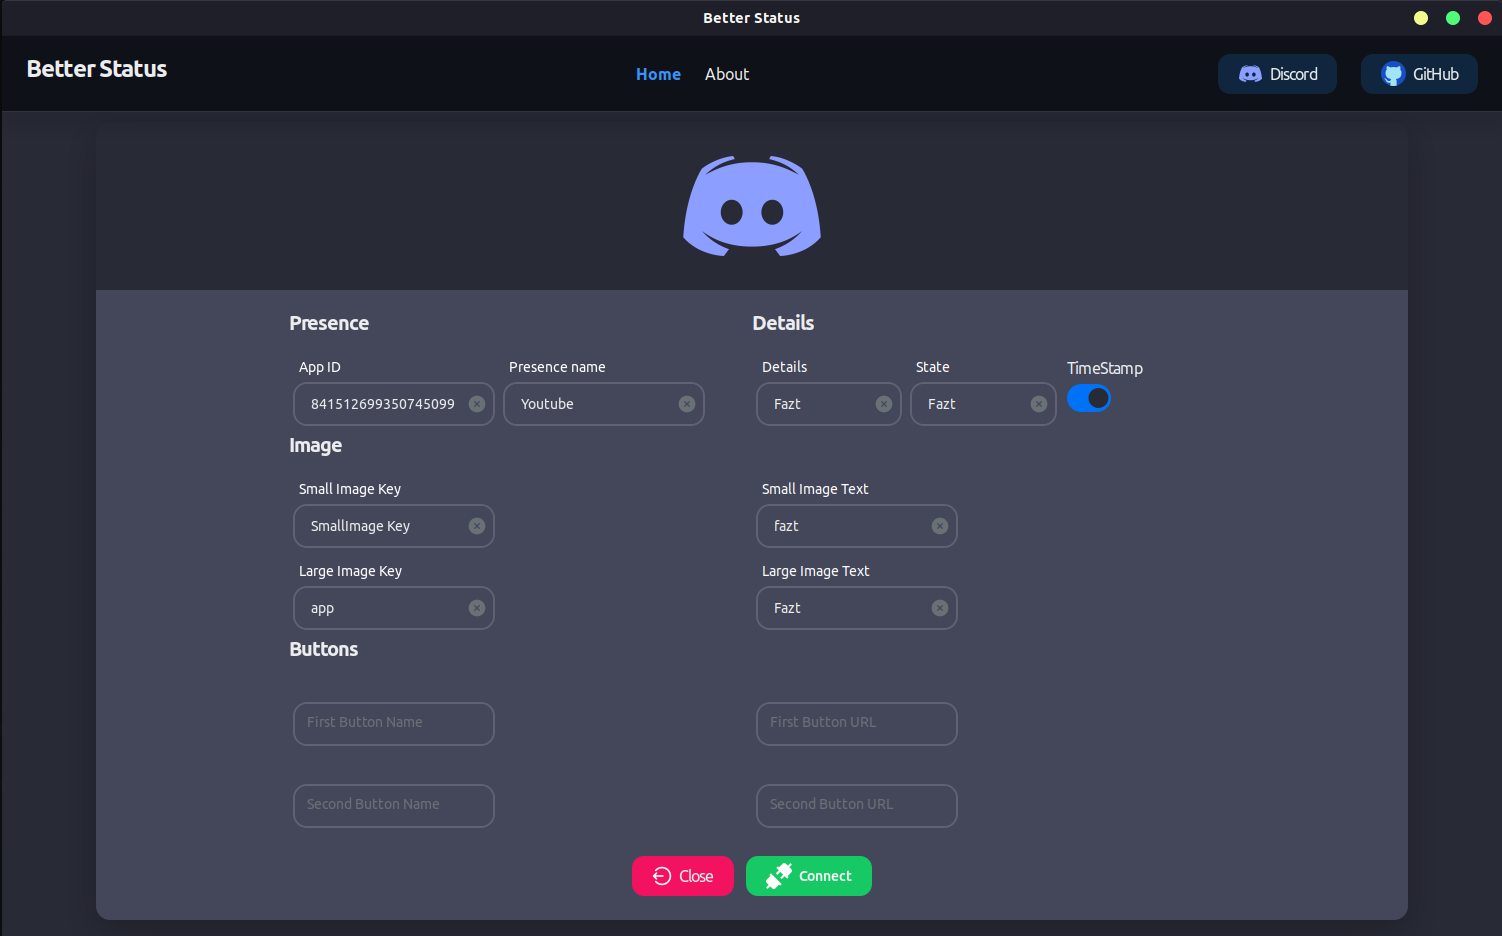 Better Status
Better Status
Home
About
Discord
GitHub
Presence
Details
App ID
Presence name
Details
State
TimeStamp
841512699350745099
Youtube
Fazt
Fazt
Image
Small Image Key
Small Image Text
SmallImage Key
fazt
Large Image Key
Large Image Text
app
Fazt
Buttons
First Button Name
First Button URL
Second Button Name
Second Button URL
Close
Connect